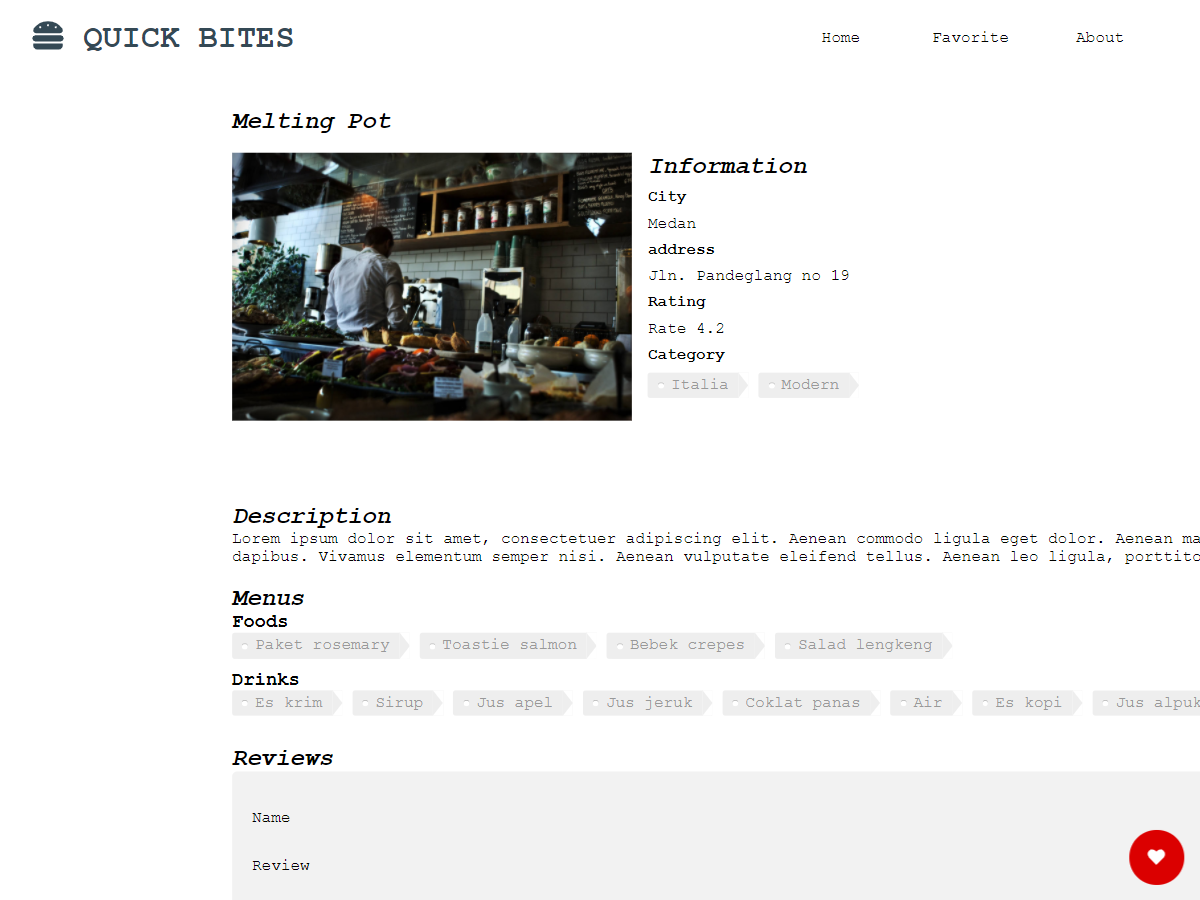 QUICK BITES
Home Favorite About
Melting Pot
Information
City
Medan
address
Jln. Pandeglang no 19
Rating
Rate 4.2
Category
Italia Modern
Description
Lorem ipsum dolor sit amet, consectetuer adipiscing elit. Aenean commodo ligula eget dolor. Aenean ma
dapibus. Vivamus elementum semper nisi. Aenean vulputate eleifend tellus. Aenean leo ligula, porttito
Menus
Foods
Paket rosemary Toastie salmon Bebek crepes Salad lengkeng
Drinks
Es krim Sirup Jus apel Jus jeruk Coklat panas Air Es kopi Jus alpuk
Reviews
Name
Review